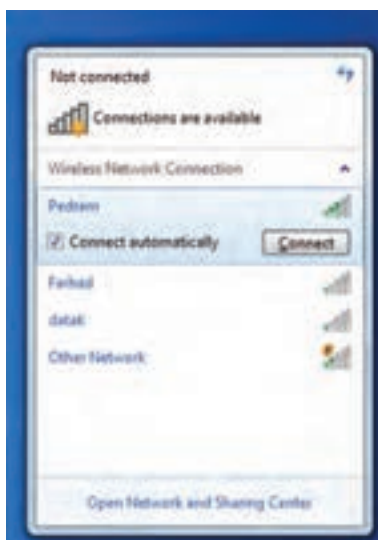 Not connected
Connections are available
Wireless Network Connection
Pedram
Connect automatically
Connect
Farhad
datak
Other Network
Open Network and Sharing Center